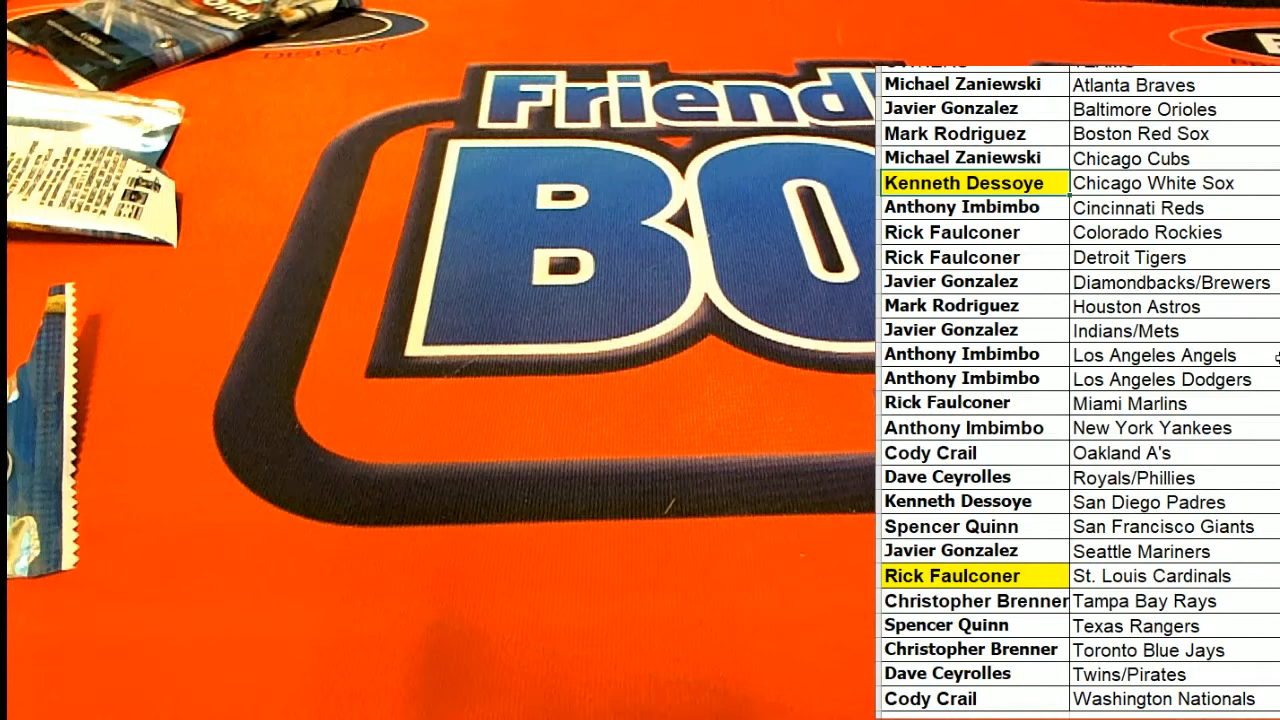 DISPLAY
Friend
BO
Michael Zaniewski Atlanta Braves
Javier Gonzalez Baltimore Orioles
Mark Rodriguez Boston Red Sox
Michael Zaniewski Chicago Cubs
Kenneth Dessoye Chicago White Sox
Anthony Imbimbo Cincinnati Reds
Rick Faulconer Colorado Rockies
Rick Faulconer Detroit Tigers
Javier Gonzalez Diamondbacks/Brewers
Mark Rodriguez Houston Astros
Javier Gonzalez Indians/Mets
Anthony Imbimbo Los Angeles Angels
Anthony Imbimbo Los Angeles Dodgers
Rick Faulconer Miami Marlins
Anthony Imbimbo New York Yankees
Cody Crail Oakland A's
Dave Ceyrolles Royals/Phillies
Kenneth Dessoye San Diego Padres
Spencer Quinn San Francisco Giants
Javier Gonzalez Seattle Mariners
Rick Faulconer St. Louis Cardinals
Christopher Brenner Tampa Bay Rays
Spencer Quinn Texas Rangers
Christopher Brenner Toronto Blue Jays
Dave Ceyrolles Twins/Pirates
Cody Crail Washington Nationals